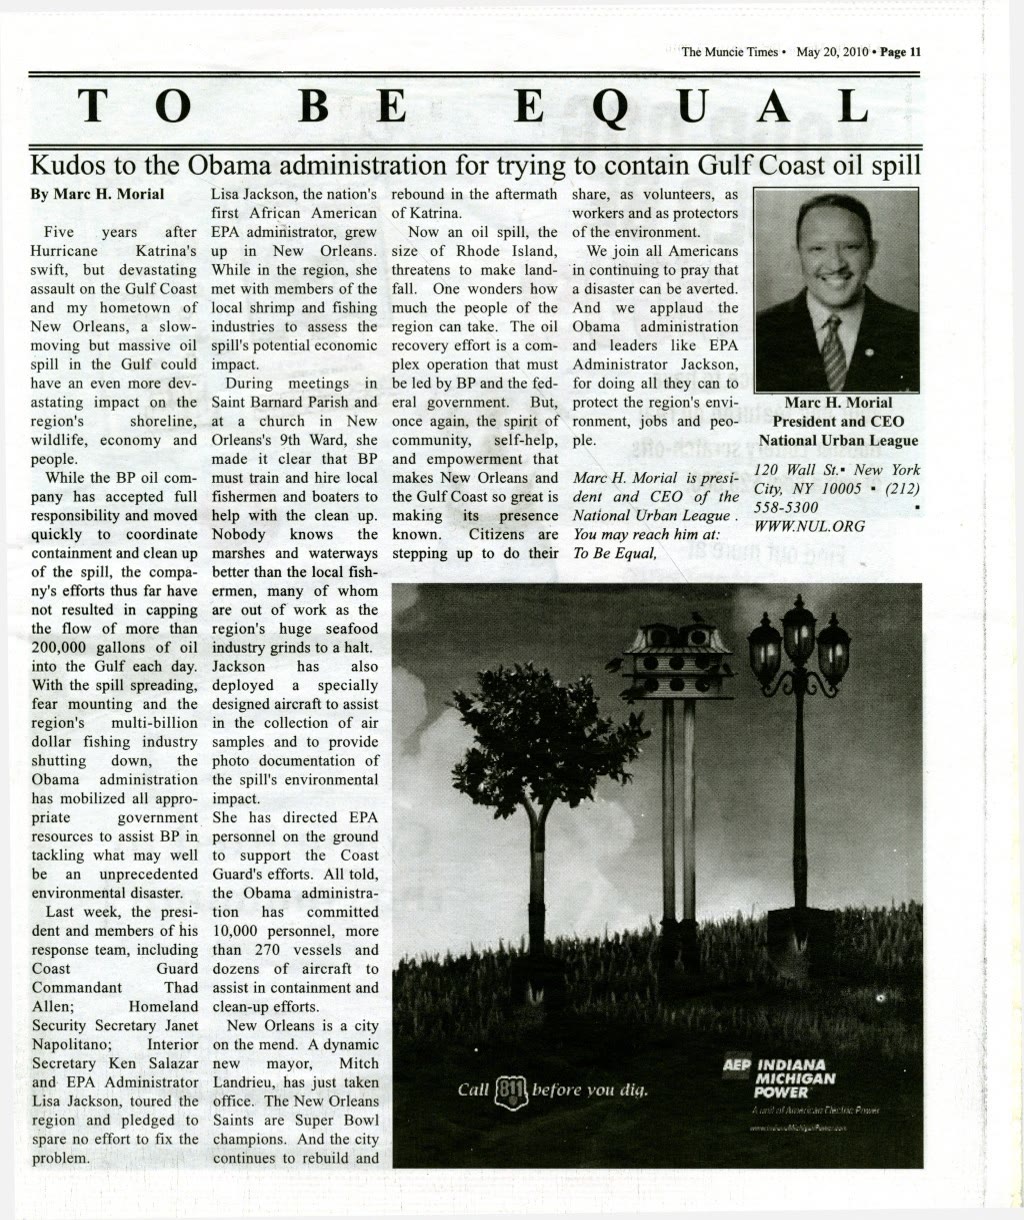 The Muncie Times • May 20, 2010 • Page 11
TO BE EQUAL
Kudos to the Obama administration for trying to contain Gulf Coast oil spill
By Marc H. Morial
Five years after
Hurricane Katrina's
swift, but devastating
assault on the Gulf Coast
and my hometown of
New Orleans, a slow-
moving but massive oil
spill in the Gulf could
have an even more dev-
astating impact on the
region's shoreline,
wildlife, economy and
people.
While the BP oil com-
pany has accepted full
responsibility and moved
quickly to coordinate
containment and clean up
of the spill, the compa-
ny's efforts thus far have
not resulted in capping
the flow of more than
200,000 gallons of oil
into the Gulf each day.
With the spill spreading,
fear mounting and the
region's multi-billion
dollar fishing industry
shutting down, the
Obama administration
has mobilized all appro-
priate government
resources to assist BP in
tackling what may well
be an unprecedented
environmental disaster.
Last week, the presi-
dent and members of his
response team, including
Coast Guard
Commandant Thad
Allen; Homeland
Security Secretary Janet
Napolitano; Interior
Secretary Ken Salazar
and EPA Administrator
Lisa Jackson, toured the
region and pledged to
spare no effort to fix the
problem.
Lisa Jackson, the nation's
first African American
EPA administrator, grew
up in New Orleans.
While in the region, she
met with members of the
local shrimp and fishing
industries to assess the
spill's potential economic
impact.
During meetings in
Saint Barnard Parish and
at a church in New
Orleans's 9th Ward, she
made it clear that BP
must train and hire local
fishermen and boaters to
help with the clean up.
Nobody knows the
marshes and waterways
better than the local fish-
ermen, many of whom
are out of work as the
region's huge seafood
industry grinds to a halt.
Jackson has also
deployed a specially
designed aircraft to assist
in the collection of air
samples and to provide
photo documentation of
the spill's environmental
impact.
She has directed EPA
personnel on the ground
to support the Coast
Guard's efforts. All told,
the Obama administra-
tion has committed
10,000 personnel, more
than 270 vessels and
dozens of aircraft to
assist in containment and
clean-up efforts.
New Orleans is a city
on the mend. A dynamic
new mayor, Mitch
Landrieu, has just taken
office. The New Orleans
Saints are Super Bowl
champions. And the city
continues to rebuild and
rebound in the aftermath
of Katrina.
Now an oil spill, the
size of Rhode Island,
threatens to make land-
fall. One wonders how
much the people of the
region can take. The oil
recovery effort is a com-
plex operation that must
be led by BP and the fed-
eral government. But,
once again, the spirit of
community, self-help,
and empowerment that
makes New Orleans and
the Gulf Coast so great is
making its presence
known. Citizens are
stepping up to do their
share, as volunteers, as
workers and as protectors
of the environment.
We join all Americans
in continuing to pray that
a disaster can be averted.
And we applaud the
Obama administration
and leaders like EPA
Administrator Jackson,
for doing all they can to
protect the region's envi-
ronment, jobs and peo-
ple.
Marc H. Morial is presi-
dent and CEO of the
National Urban League .
You may reach him at:
To Be Equal,
Marc H. Morial
President and CEO
National Urban League
120 Wall St.▪ New York
City, NY 10005 ▪ (212)
558-5300 ▪
WWW.NUL.ORG
Call 811 before you dig.
AEP INDIANA
MICHIGAN
POWER
A unit of American Electric Power
www.IndianaMichiganPower.com